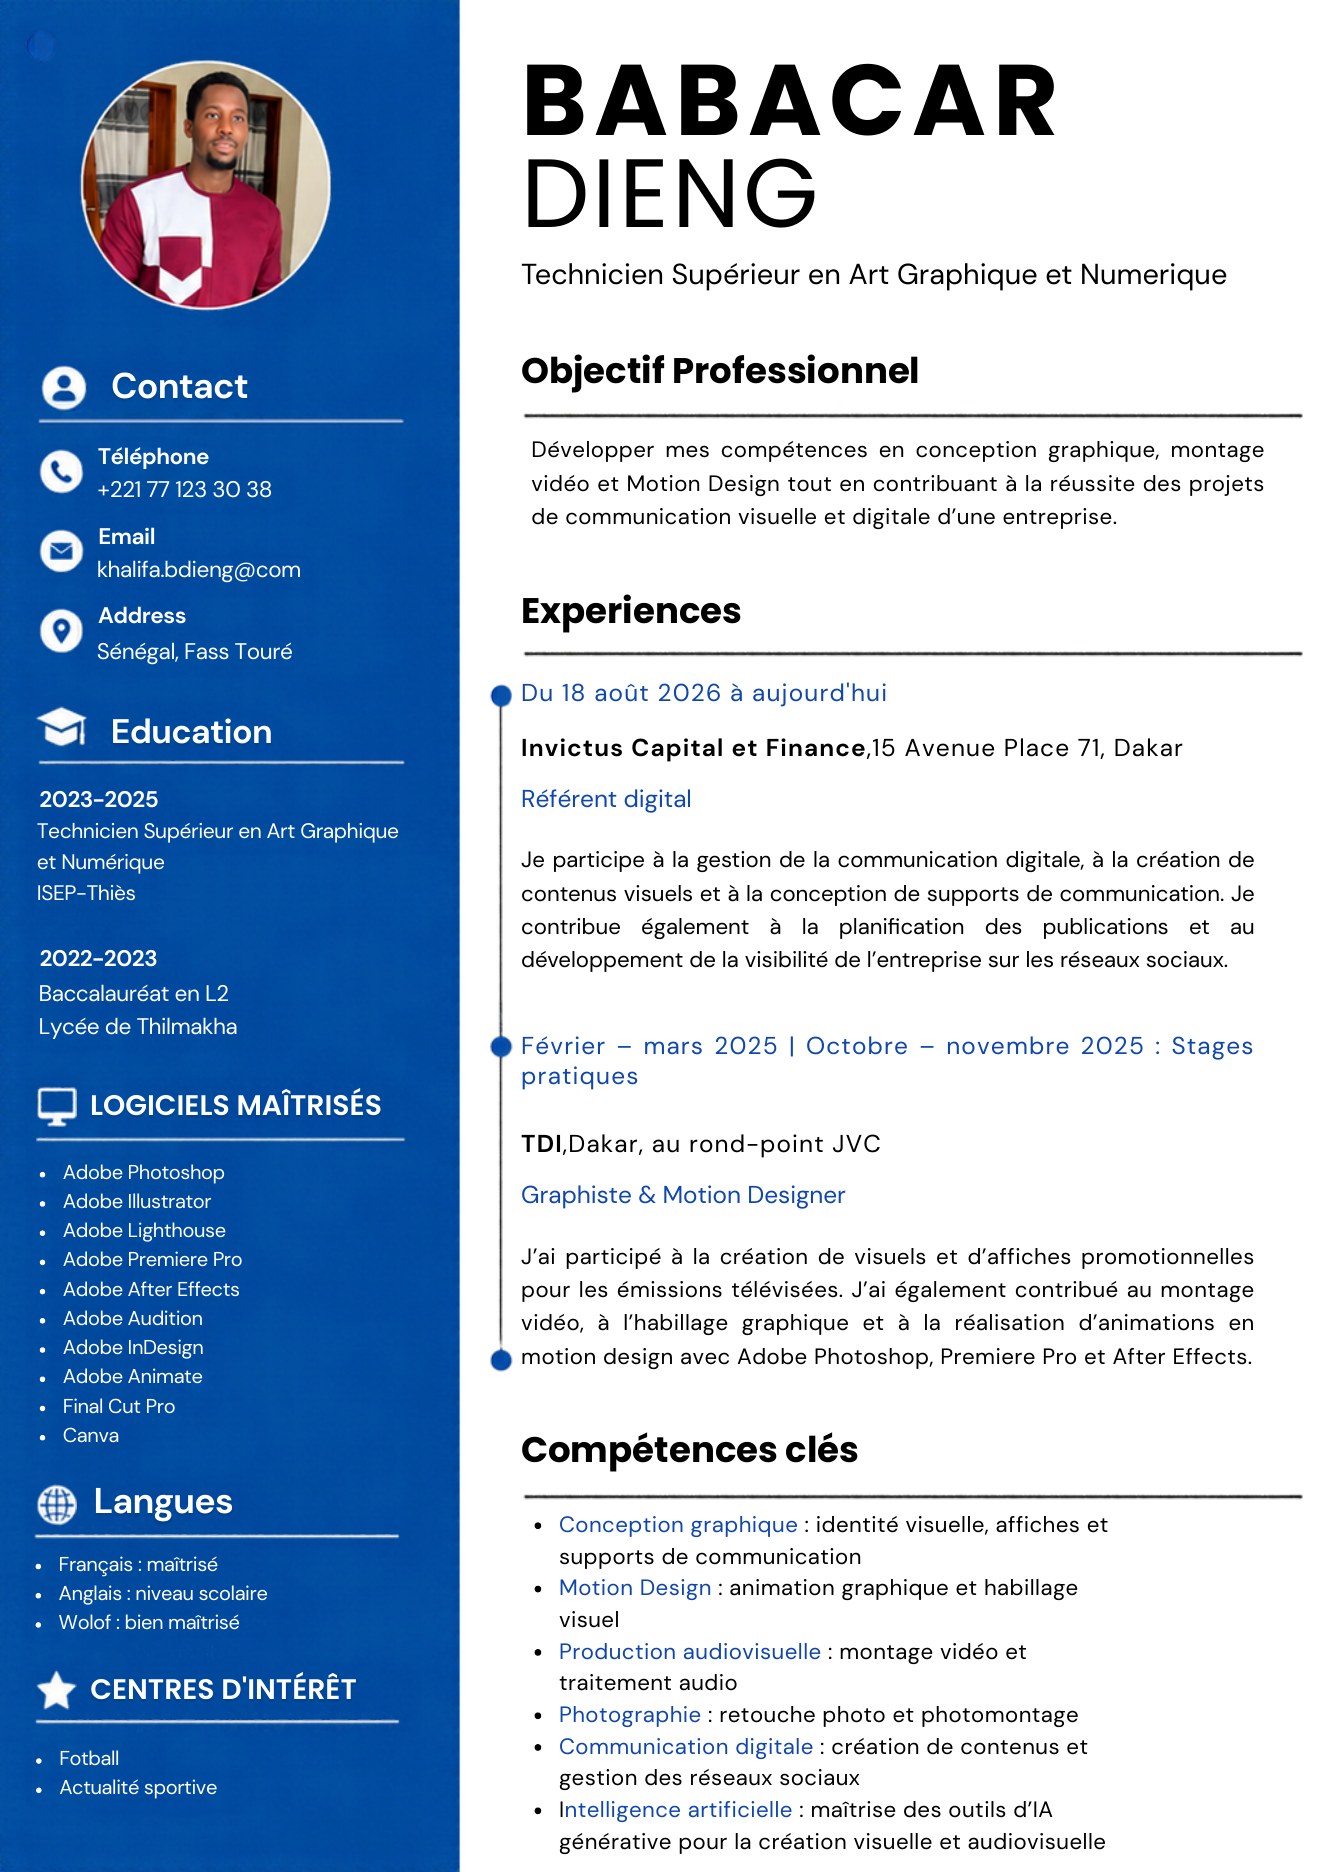 BABACAR
DIENG
Technicien Supérieur en Art Graphique et Numerique
Contact
Téléphone
+221 77 123 30 38
Email
khalifa.bdieng@com
Address
Sénégal, Fass Touré
Education
2023-2025
Technicien Supérieur en Art Graphique
et Numérique
ISEP-Thiès
2022-2023
Baccalauréat en L2
Lycée de Thilmakha
LOGICIELS MAÎTRISÉS
• Adobe Photoshop
• Adobe Illustrator
• Adobe Lighthouse
• Adobe Premiere Pro
• Adobe After Effects
• Adobe Audition
• Adobe InDesign
• Adobe Animate
• Final Cut Pro
• Canva
Langues
• Français : maîtrisé
• Anglais : niveau scolaire
• Wolof : bien maîtrisé
CENTRES D'INTÉRÊT
• Fotball
• Actualité sportive
Objectif Professionnel
Développer mes compétences en conception graphique, montage
vidéo et Motion Design tout en contribuant à la réussite des projets
de communication visuelle et digitale d’une entreprise.
Experiences
Du 18 août 2026 à aujourd'hui
Invictus Capital et Finance,15 Avenue Place 71, Dakar
Référent digital
Je participe à la gestion de la communication digitale, à la création de
contenus visuels et à la conception de supports de communication. Je
contribue également à la planification des publications et au
développement de la visibilité de l’entreprise sur les réseaux sociaux.
Février – mars 2025 | Octobre – novembre 2025 : Stages
pratiques
TDI,Dakar, au rond-point JVC
Graphiste & Motion Designer
J’ai participé à la création de visuels et d’affiches promotionnelles
pour les émissions télévisées. J’ai également contribué au montage
vidéo, à l’habillage graphique et à la réalisation d’animations en
motion design avec Adobe Photoshop, Premiere Pro et After Effects.
Compétences clés
• Conception graphique : identité visuelle, affiches et
supports de communication
• Motion Design : animation graphique et habillage
visuel
• Production audiovisuelle : montage vidéo et
traitement audio
• Photographie : retouche photo et photomontage
• Communication digitale : création de contenus et
gestion des réseaux sociaux
• Intelligence artificielle : maîtrise des outils d’IA
générative pour la création visuelle et audiovisuelle